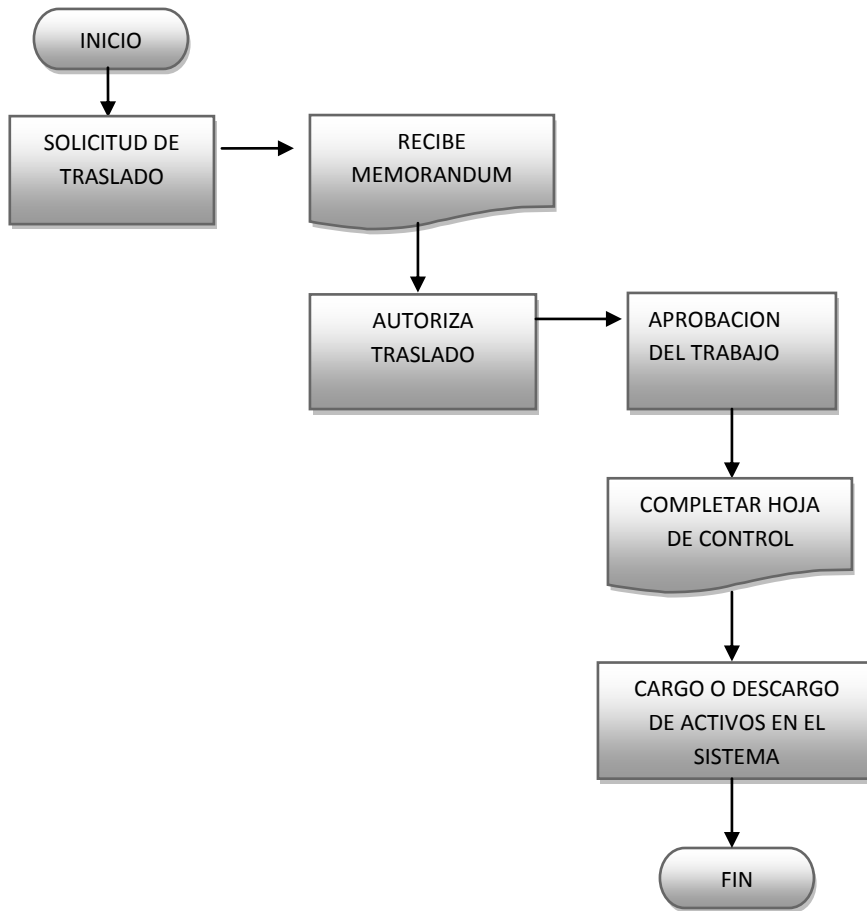 INICIO
SOLICITUD DE
TRASLADO
RECIBE
MEMORANDUM
AUTORIZA
TRASLADO
APROBACION
DEL TRABAJO
COMPLETAR HOJA
DE CONTROL
CARGO O DESCARGO
DE ACTIVOS EN EL
SISTEMA
FIN